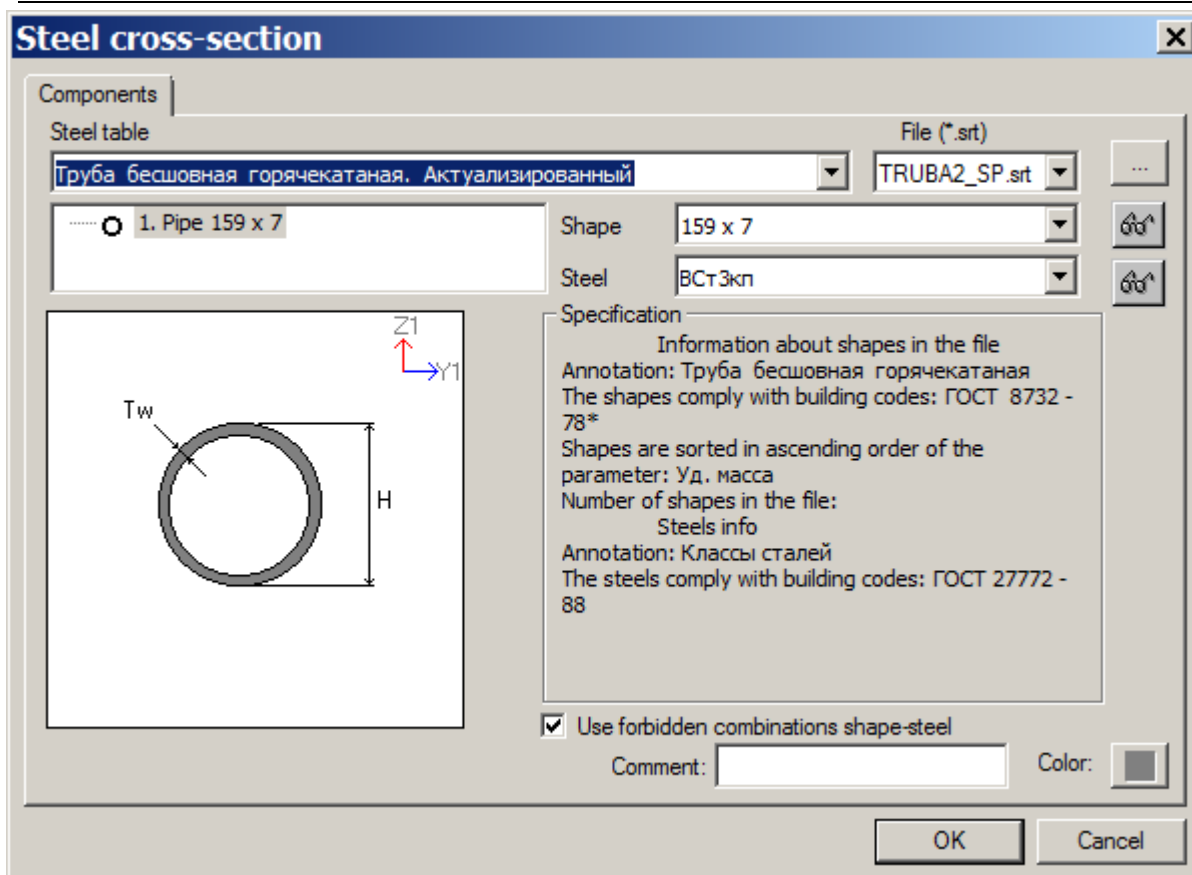 Steel cross-section
Components
Steel table
File (*.srt)
Труба бесшовная горячекатаная. Актуализированный
TRUBA2_SP.srt
...
1. Pipe 159 x 7
Shape
159 x 7
Steel
ВСт3кп
Specification
Information about shapes in the file
Annotation: Труба бесшовная горячекатаная
The shapes comply with building codes: ГОСТ 8732 -
78*
Shapes are sorted in ascending order of the
parameter: Уд. масса
Number of shapes in the file:
Steels info
Annotation: Классы сталей
The steels comply with building codes: ГОСТ 27772 -
88
Z1
Y1
Tw
H
Use forbidden combinations shape-steel
Comment:
Color:
OK
Cancel